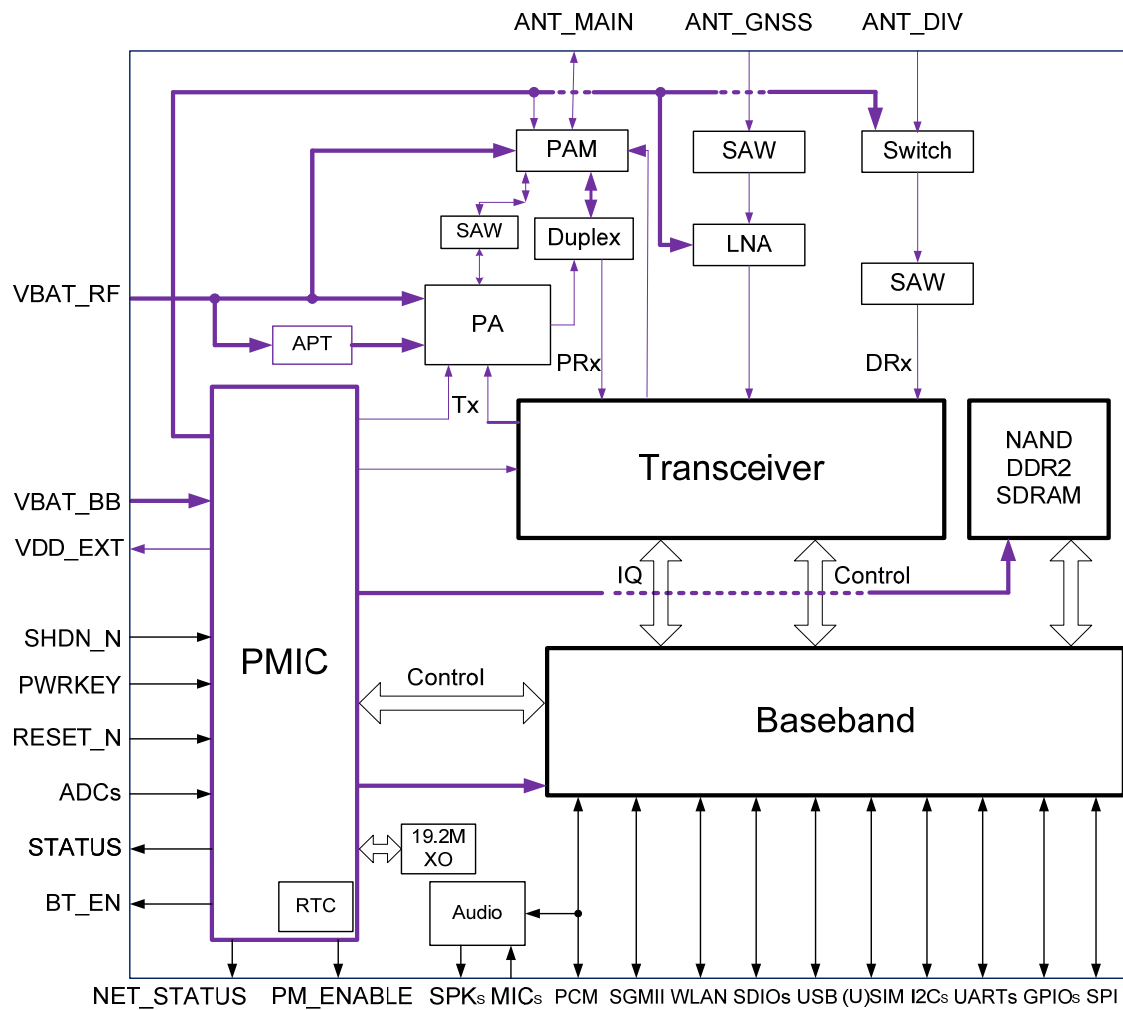 ANT_MAIN ANT_GNSS ANT_DIV
PAM
SAW
Switch
SAW
Duplex
LNA
SAW
VBAT_RF
PA
APT
PRx
DRx
Tx
Transceiver
NAND
DDR2
SDRAM
VBAT_BB
VDD_EXT
IQ
Control
SHDN_N
PMIC
PWRKEY
Control
Baseband
RESET_N
ADCs
STATUS
19.2M
XO
BT_EN
RTC
Audio
NET_STATUS PM_ENABLE SPKs MICs PCM SGMII WLAN SDIOs USB (U)SIM I2Cs UARTs GPIOs SPI